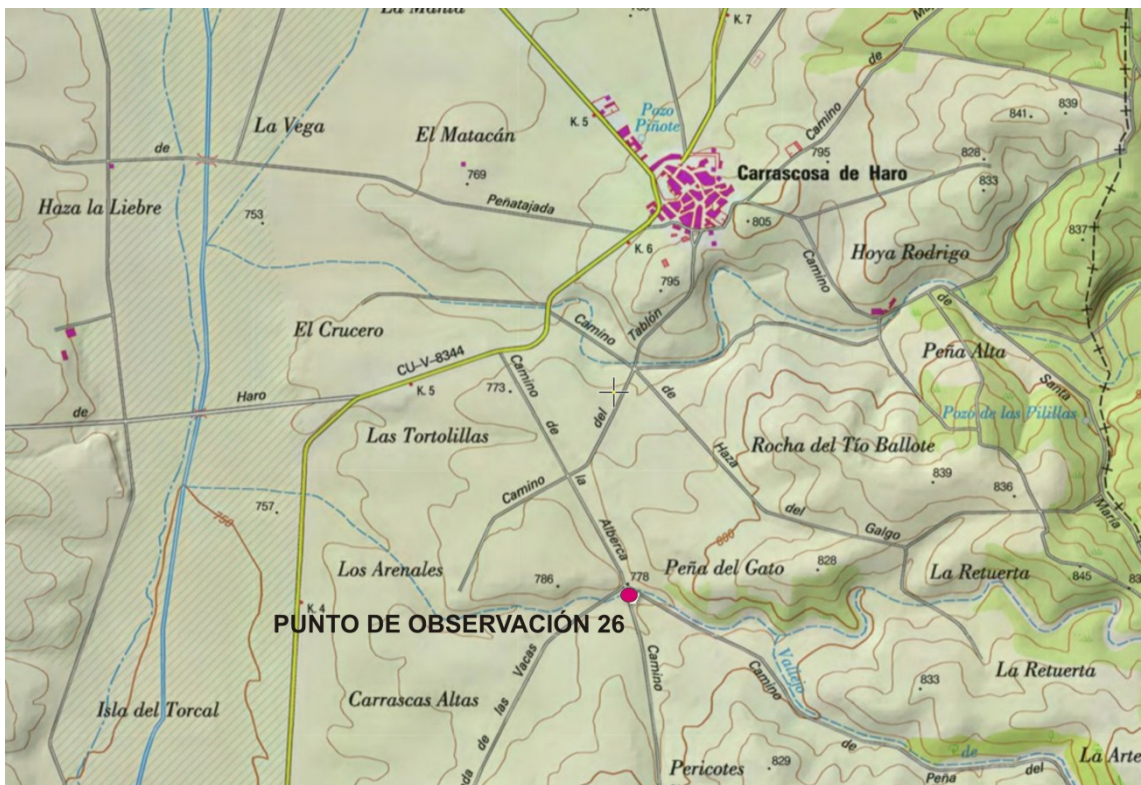 La Manta
K. 7
839
841
La Vega
K. 5
Pozo
Piñote
El Matacán
Camino
de
de
795
Carrascosa de Haro
828
833
769
Haza la Liebre
753
Peñatajada
805
837
K. 6
Hoya Rodrigo
Camino
795
de
El Crucero
Camino
Tablón
Peña Alta
CU-V-8344
K. 5
773
Camino
de
Santa
Haro
de
de
del
Pozo de las Pilillas
Las Tortolillas
Haza
Rocha del Tío Ballote
839
836
Camino
la
757
750
del
María
Alberca
Galgo
800
Los Arenales
786
778
Peña del Gato
828
La Retuerta
845
K. 4
PUNTO DE OBSERVACIÓN 26
Vacas
Camino
Vallejo
Camino
La Retuerta
833
Carrascas Altas
las
Isla del Torcal
de
de
de
La Arte
Pericotes
829
Peña
del